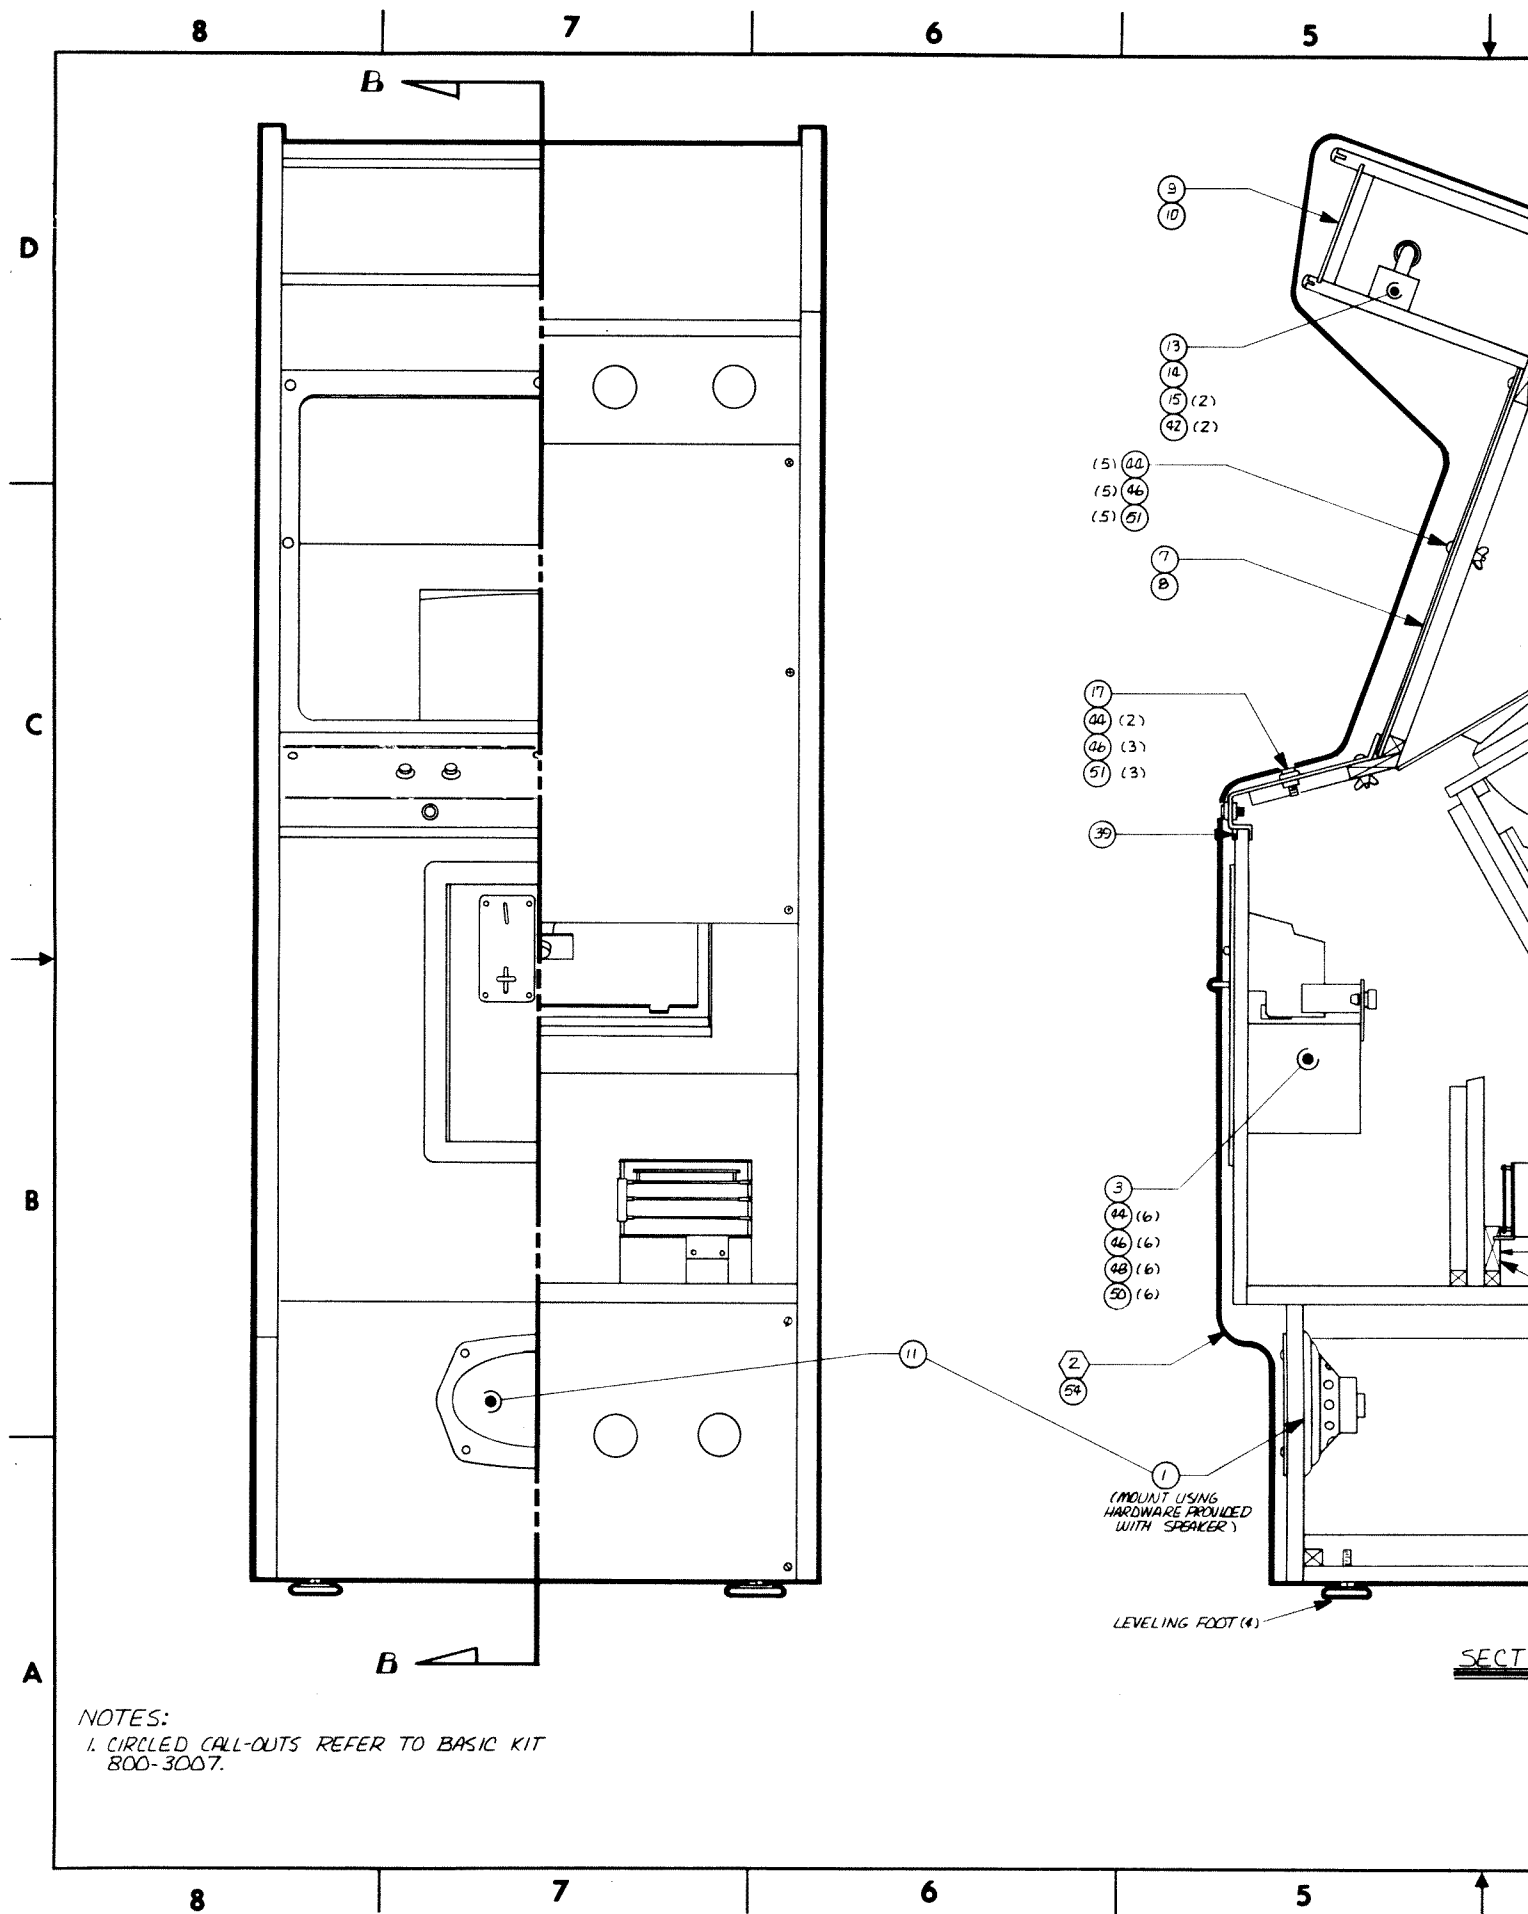 8 7 6 5
B
9
10
D
13
14
15 (2)
42 (2)
(5) 44
(5) 46
(5) 51
7
8
17
44 (2)
46 (3)
51 (3)
C
39
3
44 (6)
46 (6)
48 (6)
50 (6)
B
11
2
54
1
(MOUNT USING
HARDWARE PROVIDED
WITH SPEAKER)
LEVELING FOOT (4)
B
SECT
A
NOTES:
1. CIRCLED CALL-OUTS REFER TO BASIC KIT
800-3007.
8 7 6 5